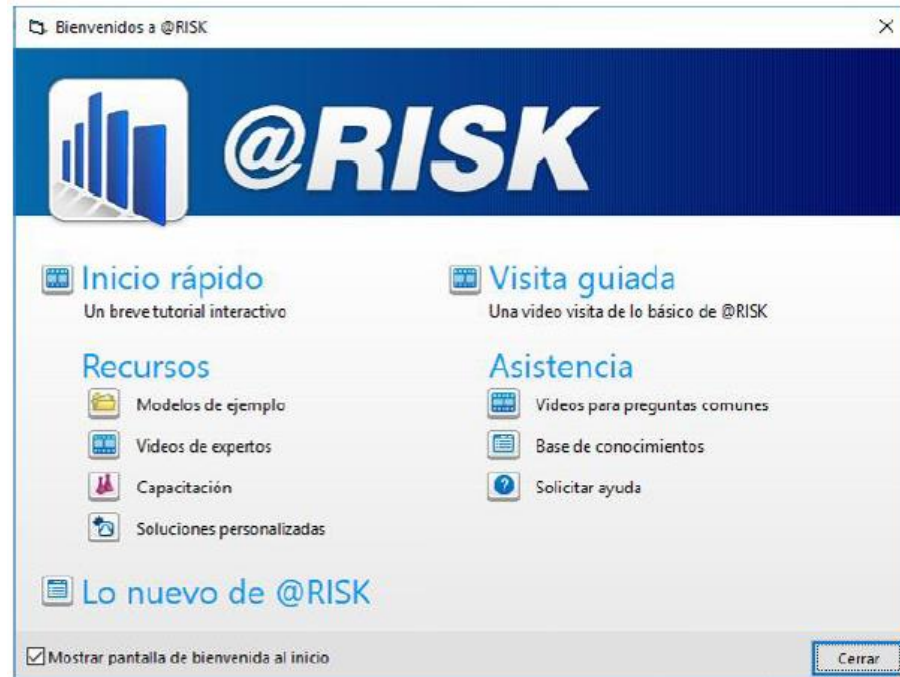 Bienvenidos a @RISK
@RISK
Inicio rápido
Un breve tutorial interactivo
Visita guiada
Una video visita de lo básico de @RISK
Recursos
Modelos de ejemplo
Videos de expertos
Capacitación
Soluciones personalizadas
Asistencia
Videos para preguntas comunes
Base de conocimientos
Solicitar ayuda
Lo nuevo de @RISK
Mostrar pantalla de bienvenida al inicio
Cerrar